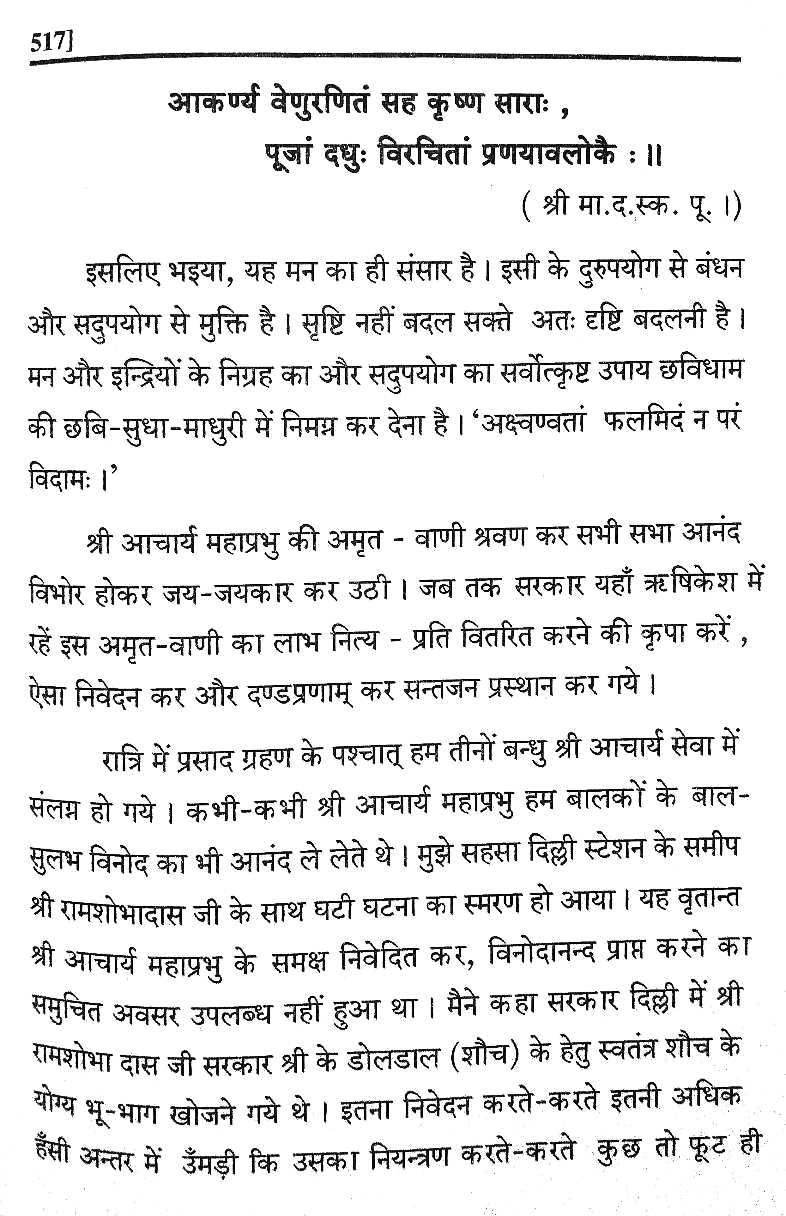 517]
आकर्ण्य वेणुरणितं सह कृष्ण साराः ,
पूजां दधुः विरचितां प्रणयावलोकै : ॥
( श्री मा.द.स्क. पू. ।)
इसलिए भइया, यह मन का ही संसार है । इसी के दुरुपयोग से बंधन
और सदुपयोग से मुक्ति है । सृष्टि नहीं बदल सक्ते अतः दृष्टि बदलनी है ।
मन और इन्द्रियों के निग्रह का और सदुपयोग का सर्वोत्कृष्ट उपाय छविधाम
की छबि-सुधा-माधुरी में निमग्न कर देना है । ‘अक्ष्वण्वतां फलमिदं न परं
विदामः ।’
श्री आचार्य महाप्रभु की अमृत - वाणी श्रवण कर सभी सभा आनंद
विभोर होकर जय-जयकार कर उठी । जब तक सरकार यहाँ ऋषिकेश में
रहें इस अमृत-वाणी का लाभ नित्य - प्रति वितरित करने की कृपा करें ,
ऐसा निवेदन कर और दण्डप्रणाम् कर सन्तजन प्रस्थान कर गये ।
रात्रि में प्रसाद ग्रहण के पश्चात् हम तीनों बन्धु श्री आचार्य सेवा में
संलग्न हो गये । कभी-कभी श्री आचार्य महाप्रभु हम बालकों के बाल-
सुलभ विनोद का भी आनंद ले लेते थे । मुझे सहसा दिल्ली स्टेशन के समीप
श्री रामशोभादास जी के साथ घटी घटना का स्मरण हो आया । यह वृतान्त
श्री आचार्य महाप्रभु के समक्ष निवेदित कर, विनोदानन्द प्राप्त करने का
समुचित अवसर उपलब्ध नहीं हुआ था । मैने कहा सरकार दिल्ली में श्री
रामशोभा दास जी सरकार श्री के डोलडाल (शौच) के हेतु स्वतंत्र शौच के
योग्य भू-भाग खोजने गये थे । इतना निवेदन करते-करते इतनी अधिक
हँसी अन्तर में उँमड़ी कि उसका नियन्त्रण करते-करते कुछ तो फूट ही